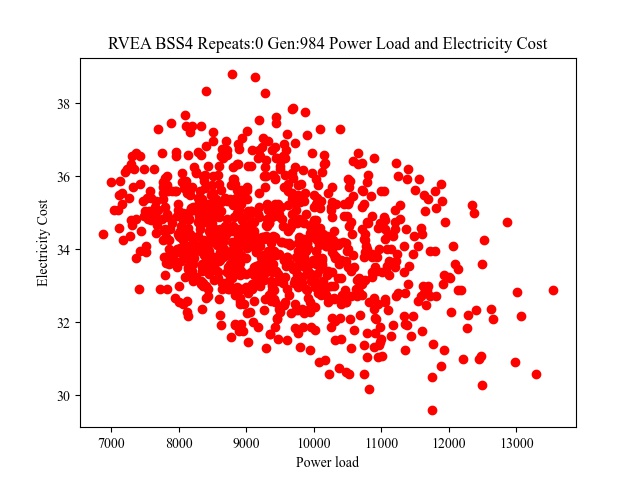 RVEA BSS4 Repeats:0 Gen:984 Power Load and Electricity Cost
38
36
34
32
30
Electricity Cost
7000 8000 9000 10000 11000 12000 13000
Power load